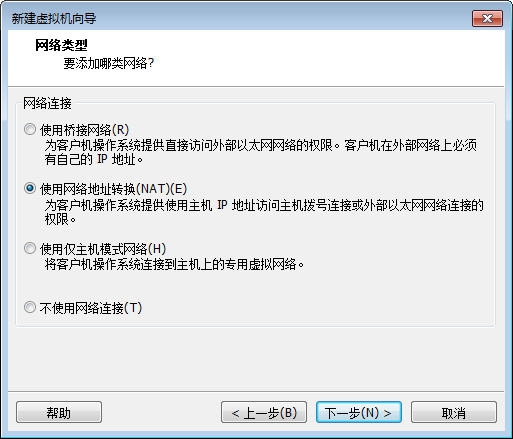 新建虚拟机向导
网络类型
要添加哪类网络?
网络连接
使用桥接网络(R)
为客户机操作系统提供直接访问外部以太网网络的权限。客户机在外部网络上必须
有自己的 IP 地址。
使用网络地址转换(NAT)(E)
为客户机操作系统提供使用主机 IP 地址访问主机拨号连接或外部以太网网络连接的
权限。
使用仅主机模式网络(H)
将客户机操作系统连接到主机上的专用虚拟网络。
不使用网络连接(T)
帮助
< 上一步(B)
下一步(N) >
取消